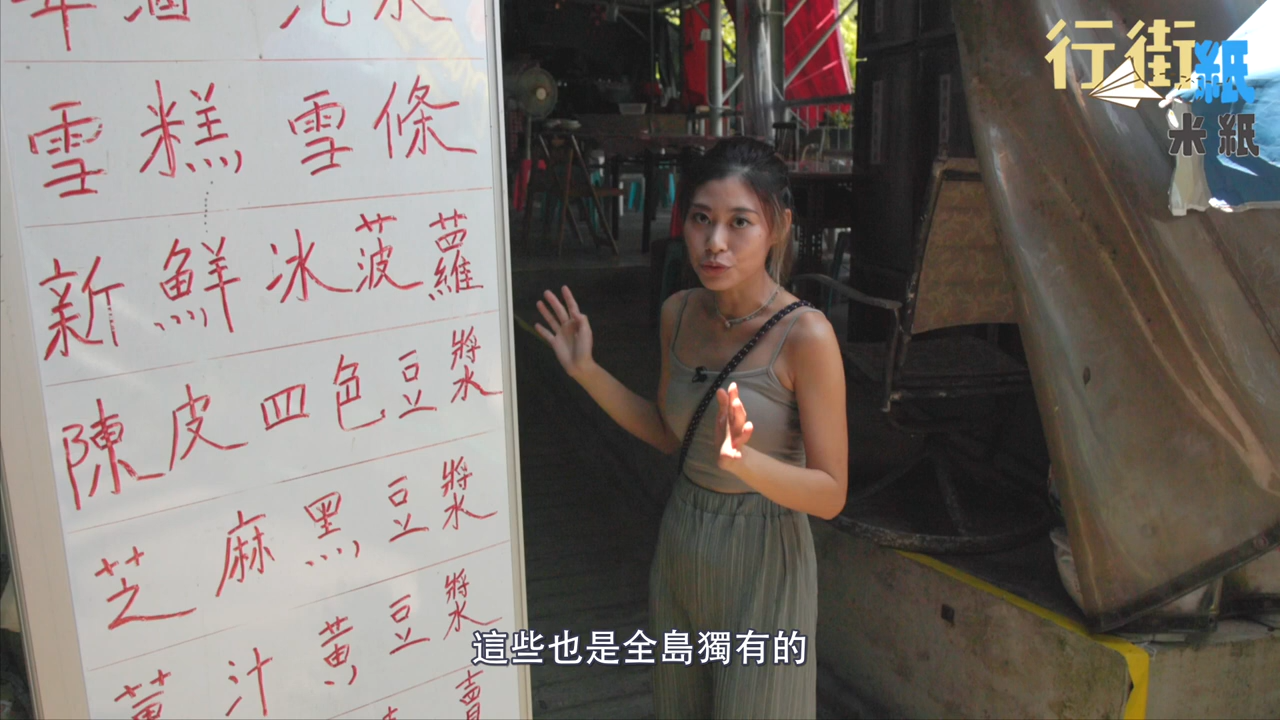 雪糕 雪條
新鮮冰菠蘿
陳皮四色豆漿
芝麻黑豆漿
薑汁黃豆漿
行街紙
米紙
這些也是全島獨有的